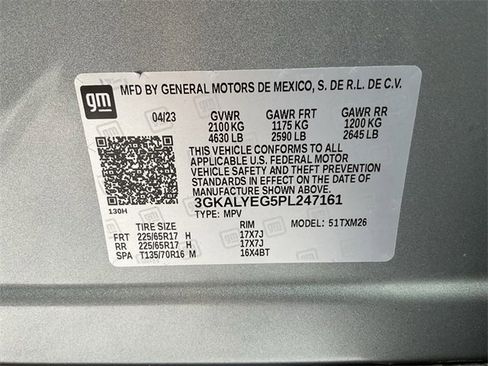 gm
MFD BY GENERAL MOTORS DE MEXICO, S. DE R.L. DE C.V.
04/23 GVWR GAWR FRT GAWR RR
2100 KG 1175 KG 1200 KG
4630 LB 2590 LB 2645 LB
THIS VEHICLE CONFORMS TO ALL
APPLICABLE U.S. FEDERAL MOTOR
VEHICLE SAFETY AND THEFT PREVENTION
STANDARDS IN EFFECT ON THE DATE OF
MANUFACTURE SHOWN ABOVE.
3GKALYEG5PL247161
130H TYPE: MPV
TIRE SIZE RIM MODEL: 51TXM26
FRT 225/65R17 H 17X7J
RR 225/65R17 H 17X7J
SPA T135/70R16 M 16X4BT